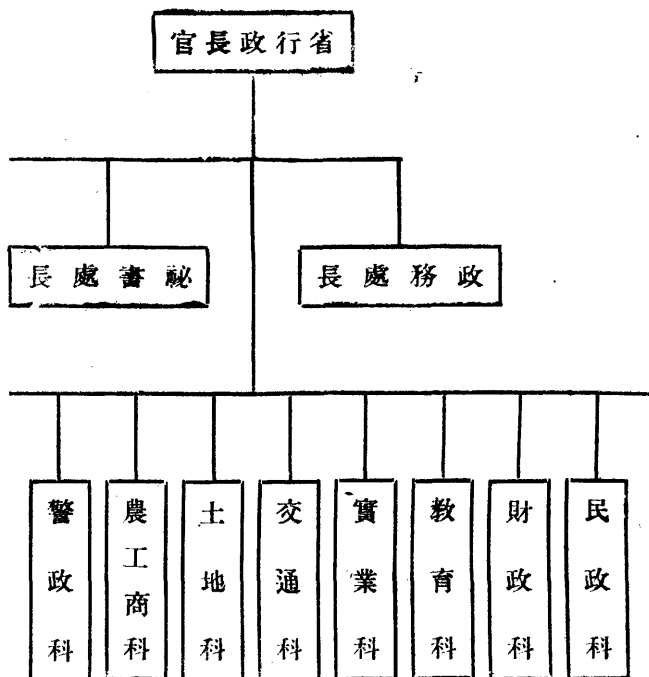 省行政長官
政務處長
祕書處長
民政科
財政科
教育科
實業科
交通科
土地科
農工商科
警政科